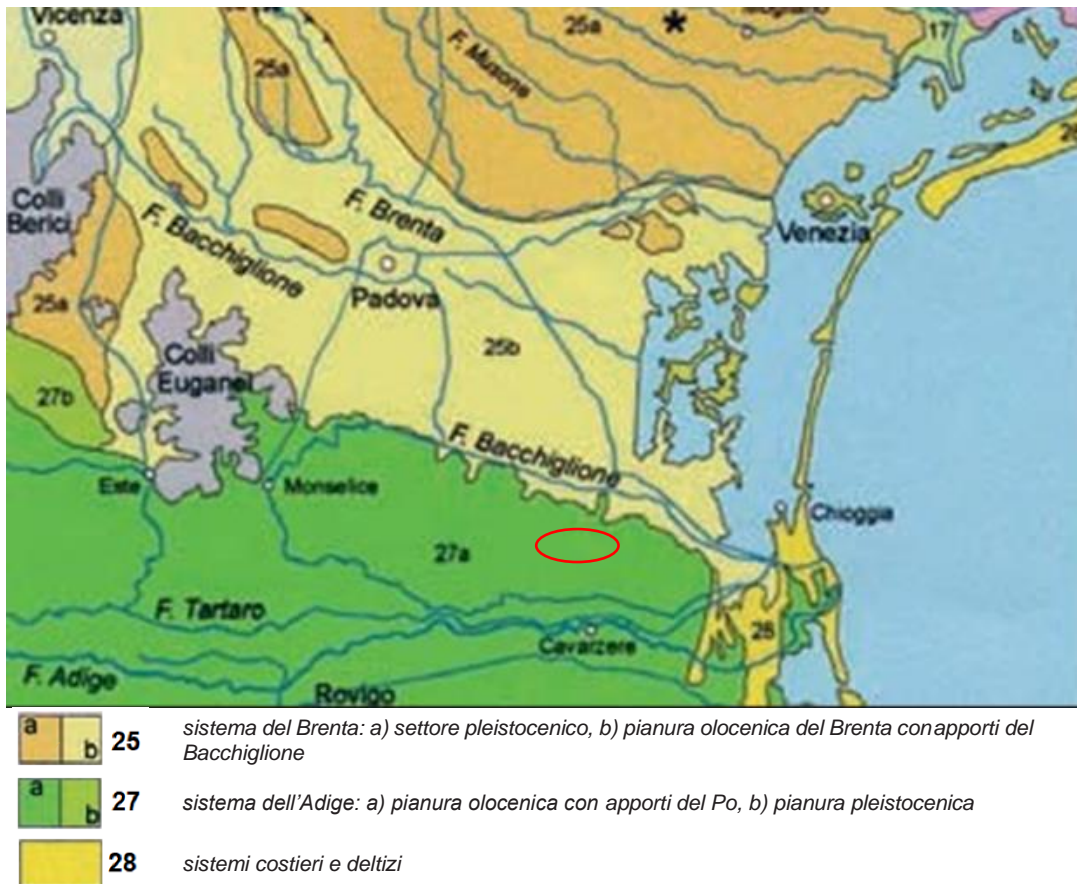 Vicenza
25a
F. Musone
25a
17
Colli
Berici
F. Bacchiglione
F. Brenta
Venezia
Padova
25a
25b
Colli
Euganei
27b
F. Bacchiglione
Este
Monselice
Chioggia
27a
F. Tartaro
Cavarzere
28
F. Adige
Rovigo
a b 25 sistema del Brenta: a) settore pleistocenico, b) pianura olocenica del Brenta conapporti del
Bacchiglione
a b 27 sistema dell'Adige: a) pianura olocenica con apporti del Po, b) pianura pleistocenica
28 sistemi costieri e deltizi